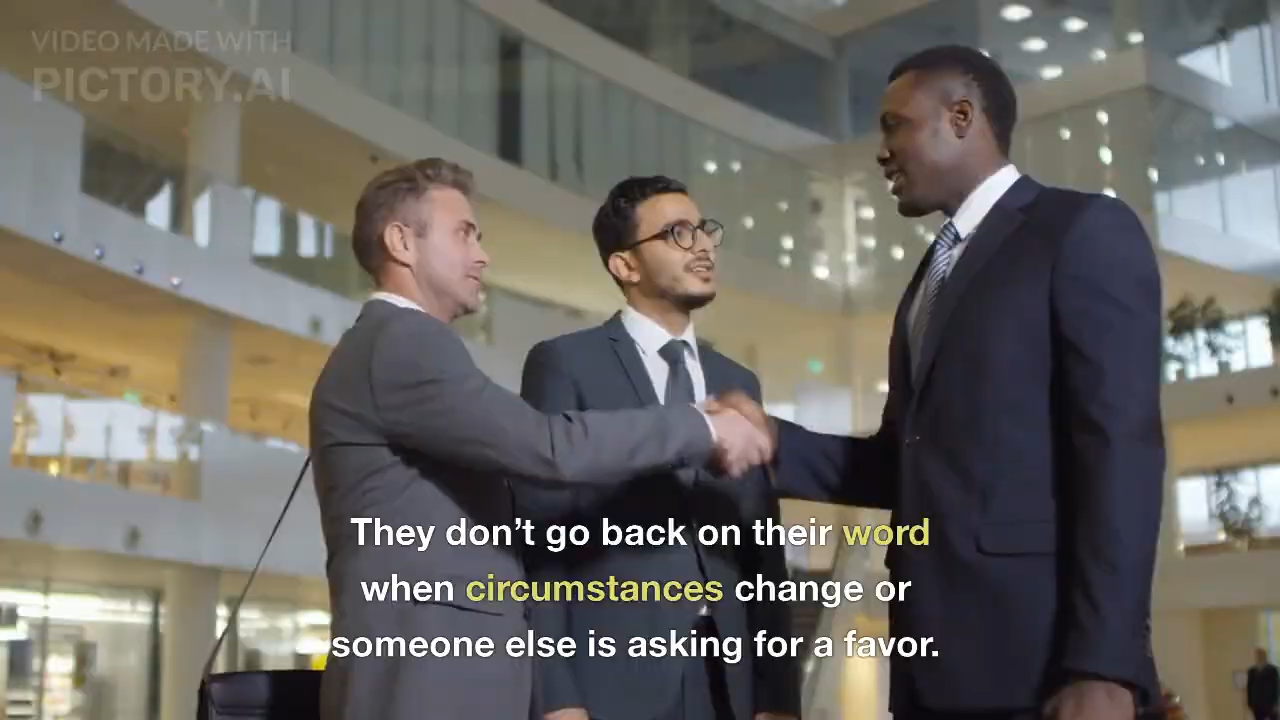 VIDEO MADE WITH
PICTORY.AI
They don’t go back on their word
when circumstances change or
someone else is asking for a favor.